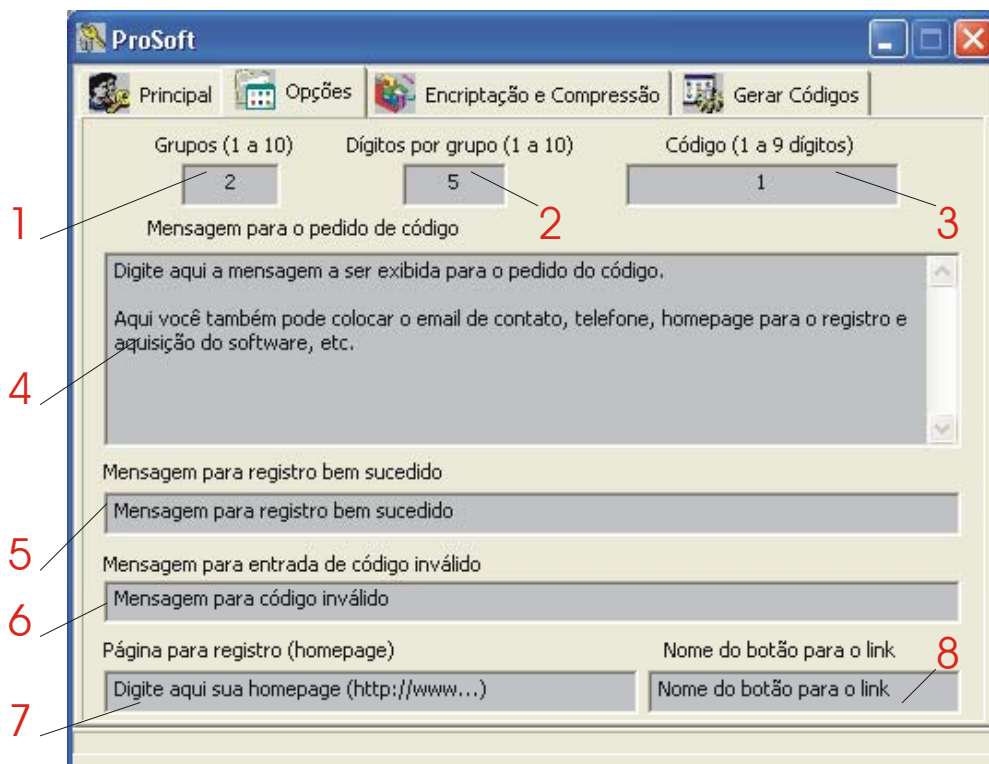 ProSoft
Principal Opções Encriptação e Compressão Gerar Códigos
Grupos (1 a 10) Dígitos por grupo (1 a 10) Código (1 a 9 dígitos)
2 5 1
1 2 3
Mensagem para o pedido de código
Digite aqui a mensagem a ser exibida para o pedido do código.
Aqui você também pode colocar o email de contato, telefone, homepage para o registro e
aquisição do software, etc.
4
Mensagem para registro bem sucedido
Mensagem para registro bem sucedido
5
Mensagem para entrada de código inválido
Mensagem para código inválido
6
Página para registro (homepage) Nome do botão para o link 8
Digite aqui sua homepage (http://www...) Nome do botão para o link
7